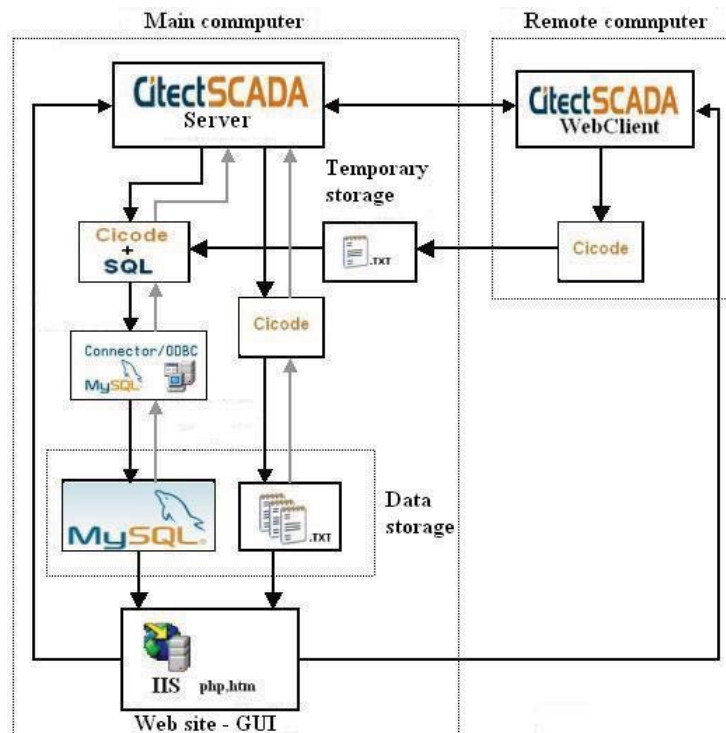 Main commputer
Remote commputer
CitectSCADA
Server
CitectSCADA
WebClient
Temporary
storage
Cicode
+
SQL
.TXT
Cicode
Cicode
Connector/ODBC
MySQL
MySQL®
.TXT
Data
storage
IIS php,htm
Web site - GUI